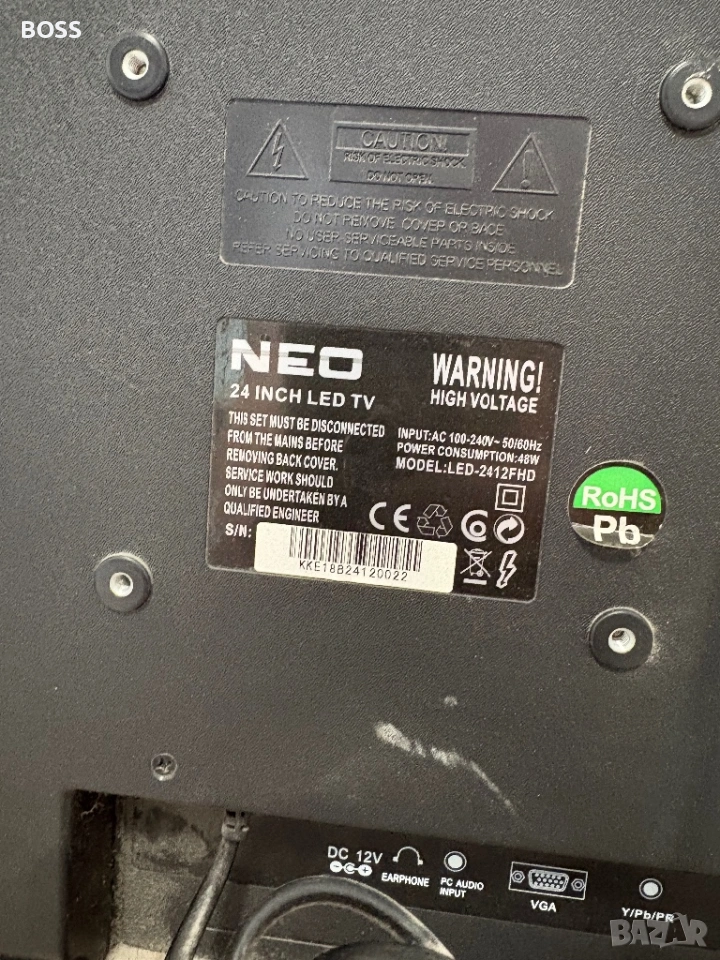 BOSS
CAUTION!
RISK OF ELECTRIC SHOCK
DO NOT OPEN
CAUTION TO REDUCE THE RISK OF ELECTRIC SHOCK
DO NOT REMOVE COVER OR BACE
NO USER-SERVICEABLE PARTS INSIDE
REFER SERVICING TO QUALIFIED SERVICE PERSONNEL
NEO
24 INCH LED TV
THIS SET MUST BE DISCONNECTED
FROM THE MAINS BEFORE
REMOVING BACK COVER.
SERVICE WORK SHOULD
ONLY BE UNDERTAKEN BY A
QUALIFIED ENGINEER
WARNING!
HIGH VOLTAGE
INPUT:AC 100-240V~50/60Hz
POWER CONSUMPTION:48W
MODEL:LED-2412FHD
CE
S/N:
KKE18B24120022
RoHS
Pb
DC 12V
EARPHONE
PC AUDIO
INPUT
VGA
Y/Pb/PR
BAZAR